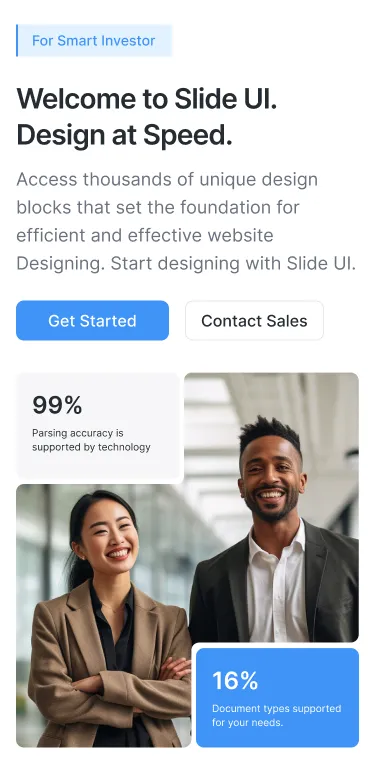 For Smart Investor
Welcome to Slide UI.
Design at Speed.
Access thousands of unique design
blocks that set the foundation for
efficient and effective website
Designing. Start designing with Slide UI.
Get Started
Contact Sales
99%
Parsing accuracy is
supported by technology
16%
Document types supported
for your needs.